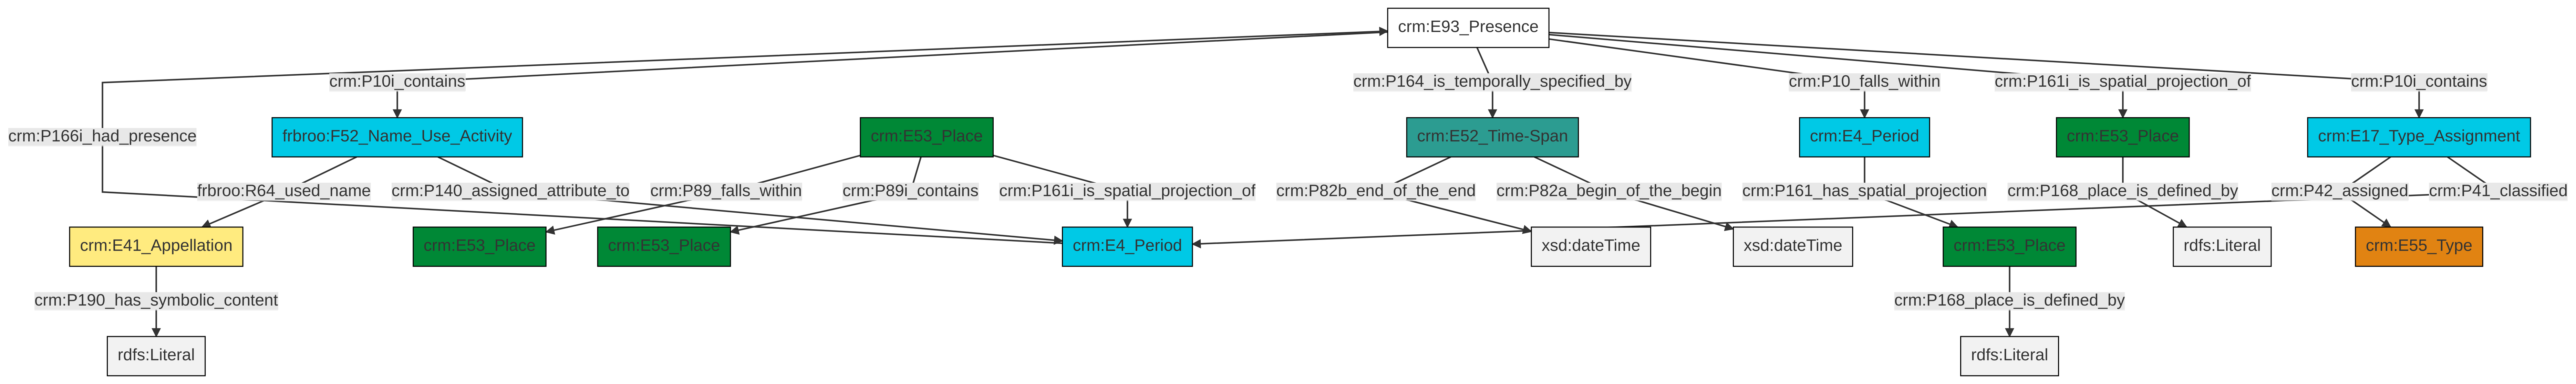 crm:E93_Presence
crm:P10i_contains
crm:P164_is_temporally_specified_by
crm:P10_falls_within
crm:P161i_is_spatial_projection_of
crm:P10i_contains
crm:P166i_had_presence
frbroo:F52_Name_Use_Activity
crm:E53_Place
crm:E52_Time-Span
crm:E4_Period
crm:E53_Place
crm:E17_Type_Assignment
frbroo:R64_used_name
crm:P140_assigned_attribute_to
crm:P89_falls_within
crm:P89i_contains
crm:P161i_is_spatial_projection_of
crm:P82b_end_of_the_end
crm:P82a_begin_of_the_begin
crm:P161_has_spatial_projection
crm:P168_place_is_defined_by
crm:P42_assigned
crm:P41_classified
crm:E41_Appellation
crm:E53_Place
crm:E53_Place
crm:E4_Period
xsd:dateTime
xsd:dateTime
crm:E53_Place
rdfs:Literal
crm:E55_Type
crm:P190_has_symbolic_content
crm:P168_place_is_defined_by
rdfs:Literal
rdfs:Literal